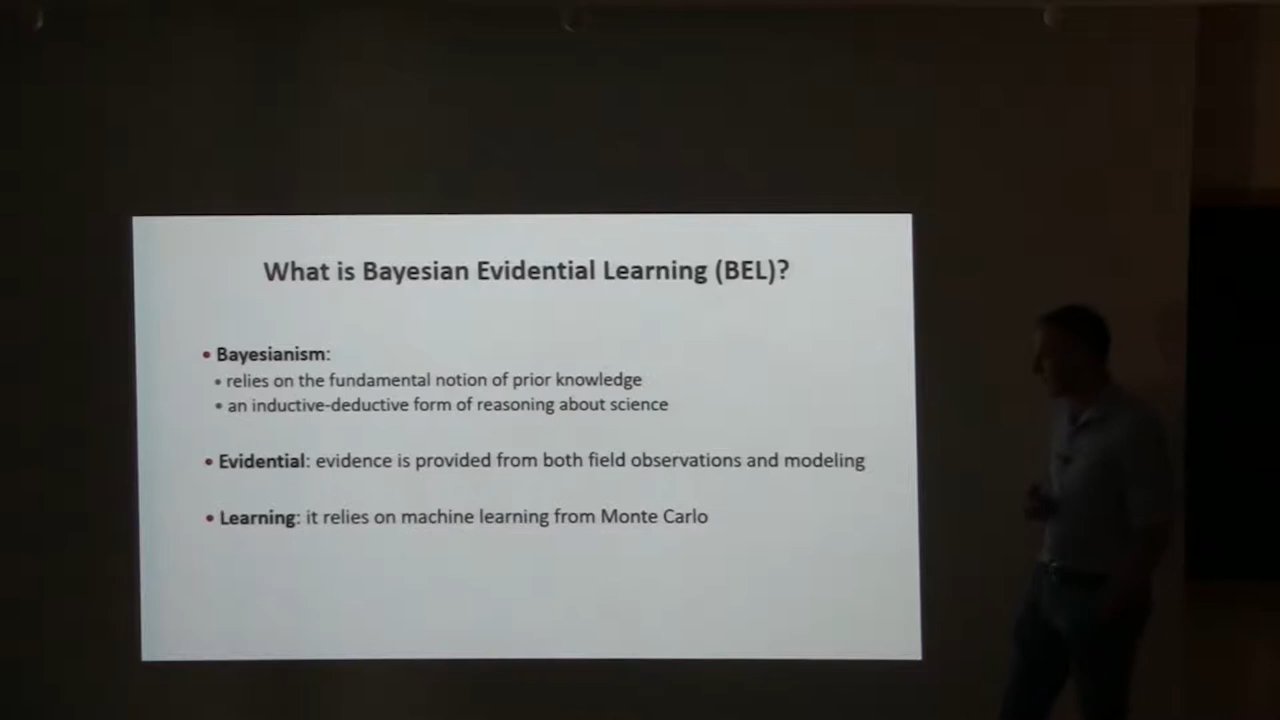 What is Bayesian Evidential Learning (BEL)?
• Bayesianism:
• relies on the fundamental notion of prior knowledge
• an inductive-deductive form of reasoning about science
• Evidential: evidence is provided from both field observations and modeling
• Learning: it relies on machine learning from Monte Carlo